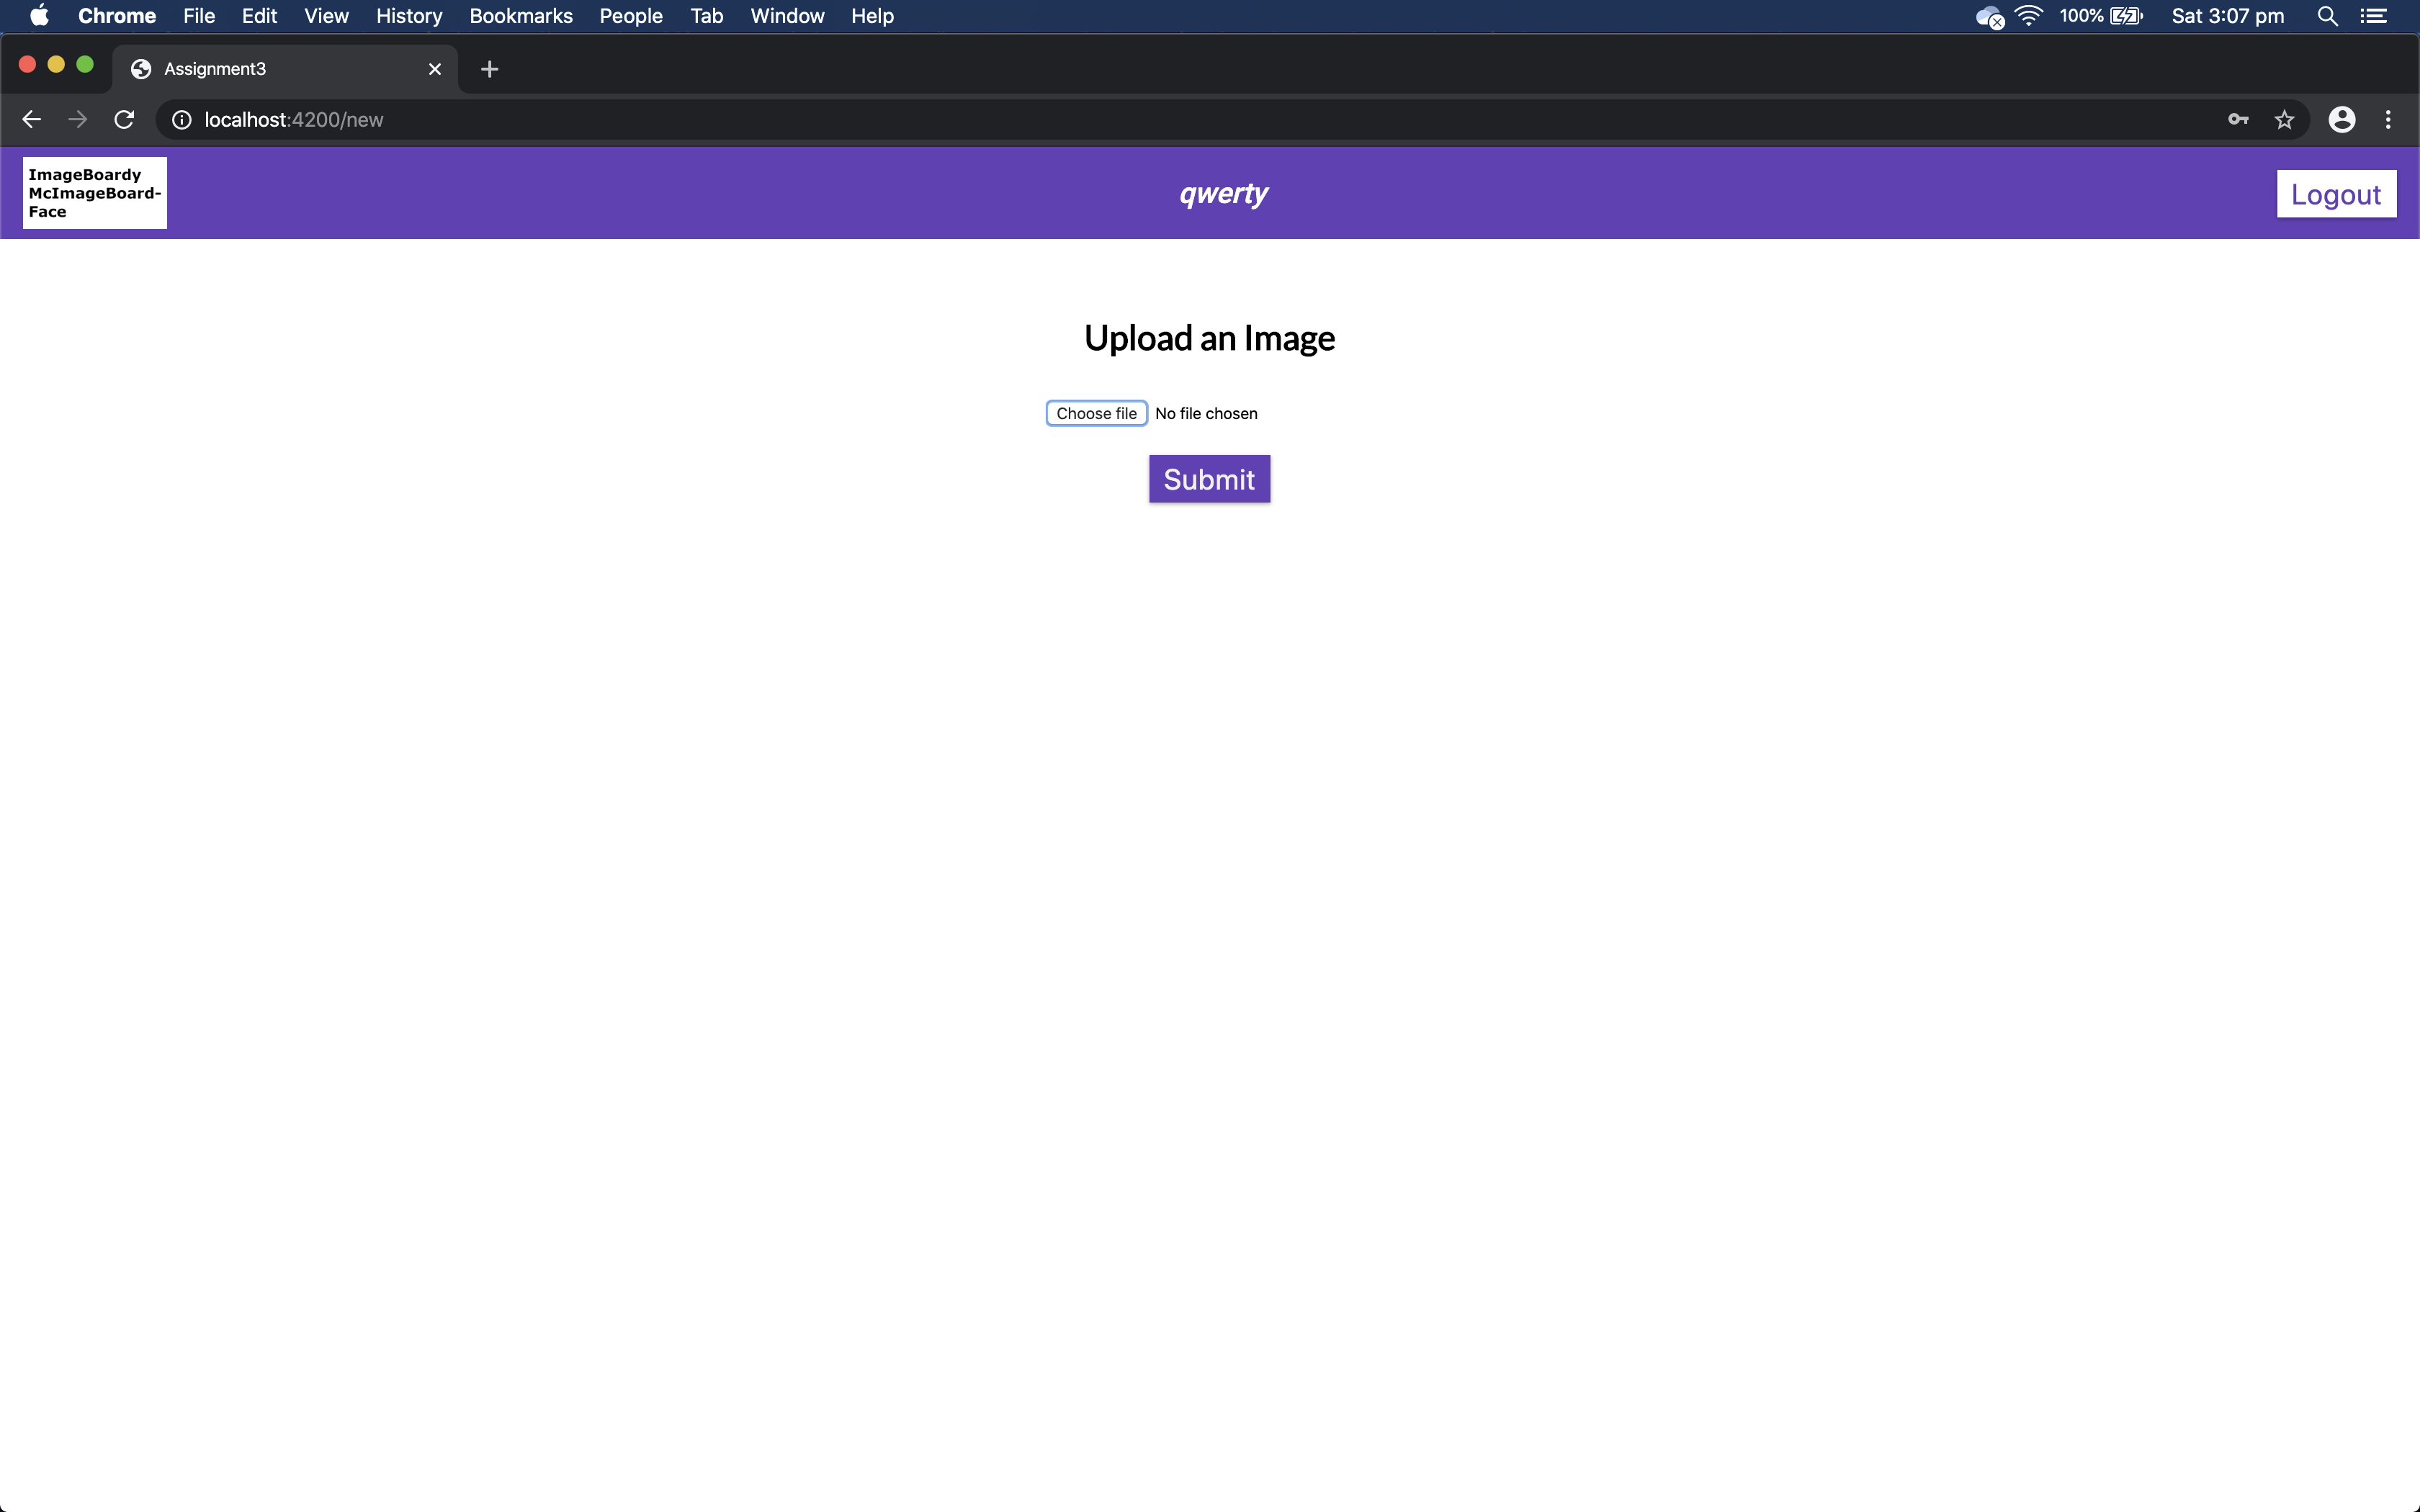 Chrome File Edit View History Bookmarks People Tab Window Help 100% Sat 3:07 pm
Assignment3
localhost:4200/new
ImageBoardy
McImageBoard-
Face
qwerty
Logout
Upload an Image
Choose file No file chosen
Submit